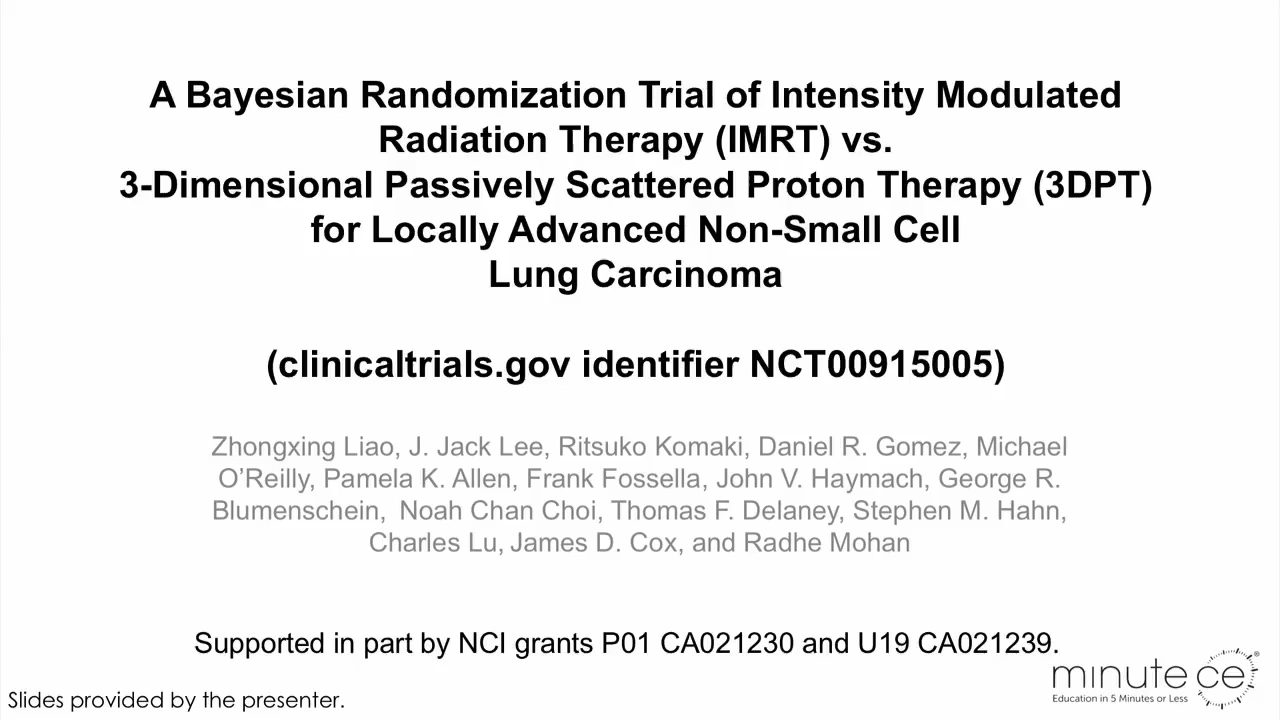 A Bayesian Randomization Trial of Intensity Modulated
Radiation Therapy (IMRT) vs.
3-Dimensional Passively Scattered Proton Therapy (3DPT)
for Locally Advanced Non-Small Cell
Lung Carcinoma
(clinicaltrials.gov identifier NCT00915005)
Zhongxing Liao, J. Jack Lee, Ritsuko Komaki, Daniel R. Gomez, Michael
O’Reilly, Pamela K. Allen, Frank Fossella, John V. Haymach, George R.
Blumenschein, Noah Chan Choi, Thomas F. Delaney, Stephen M. Hahn,
Charles Lu, James D. Cox, and Radhe Mohan
Supported in part by NCI grants P01 CA021230 and U19 CA021239.
minute ce®
Education in 5 Minutes or Less
Slides provided by the presenter.